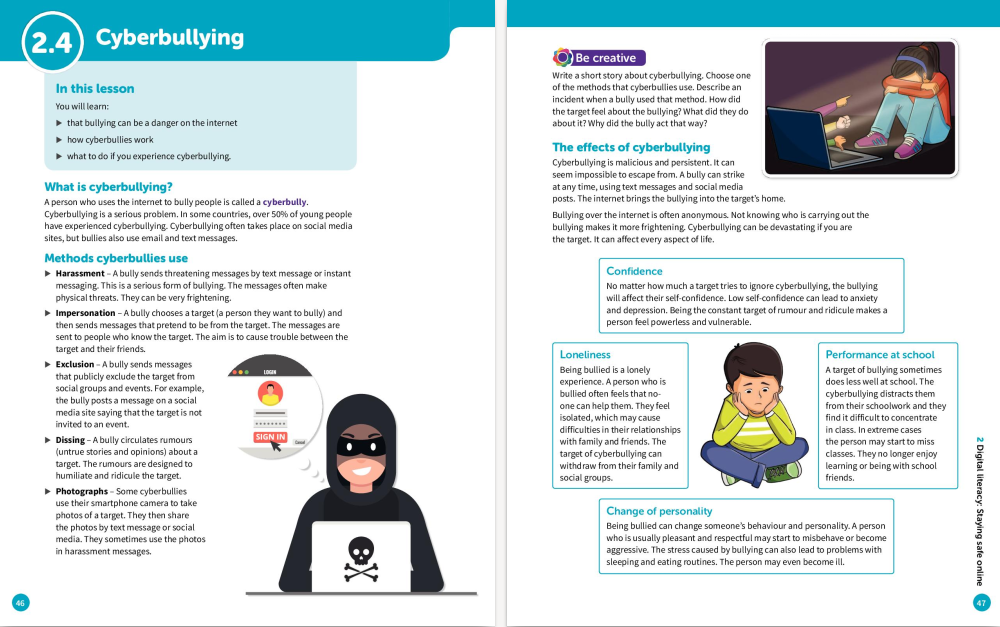 2.4
Cyberbullying
In this lesson
You will learn:
▶ that bullying can be a danger on the internet
▶ how cyberbullies work
▶ what to do if you experience cyberbullying.
What is cyberbullying?
A person who uses the internet to bully people is called a cyberbully.
Cyberbullying is a serious problem. In some countries, over 50% of young people
have experienced cyberbullying. Cyberbullying often takes place on social media
sites, but bullies also use email and text messages.
Methods cyberbullies use
▶ Harassment – A bully sends threatening messages by text message or instant
messaging. This is a serious form of bullying. The messages often make
physical threats. They can be very frightening.
▶ Impersonation – A bully chooses a target (a person they want to bully) and
then sends messages that pretend to be from the target. The messages are
sent to people who know the target. The aim is to cause trouble between the
target and their friends.
▶ Exclusion – A bully sends messages
that publicly exclude the target from
social groups and events. For example,
the bully posts a message on a social
media site saying that the target is not
invited to an event.
▶ Dissing – A bully circulates rumours
(untrue stories and opinions) about a
target. The rumours are designed to
humiliate and ridicule the target.
▶ Photographs – Some cyberbullies
use their smartphone camera to take
photos of a target. They then share
the photos by text message or social
media. They sometimes use the photos
in harassment messages.
LOGIN
SIGN IN
Cancel
46
Be creative
Write a short story about cyberbullying. Choose one
of the methods that cyberbullies use. Describe an
incident when a bully used that method. How did
the target feel about the bullying? What did they do
about it? Why did the bully act that way?
The effects of cyberbullying
Cyberbullying is malicious and persistent. It can
seem impossible to escape from. A bully can strike
at any time, using text messages and social media
posts. The internet brings the bullying into the target's home.
Bullying over the internet is often anonymous. Not knowing who is carrying out the
bullying makes it more frightening. Cyberbullying can be devastating if you are
the target. It can affect every aspect of life.
Confidence
No matter how much a target tries to ignore cyberbullying, the bullying
will affect their self-confidence. Low self-confidence can lead to anxiety
and depression. Being the constant target of rumour and ridicule makes a
person feel powerless and vulnerable.
Loneliness
Being bullied is a lonely
experience. A person who is
bullied often feels that no-
one can help them. They feel
isolated, which may cause
difficulties in their relationships
with family and friends. The
target of cyberbullying can
withdraw from their family and
social groups.
Performance at school
A target of bullying sometimes
does less well at school. The
cyberbullying distracts them
from their schoolwork and they
find it difficult to concentrate
in class. In extreme cases
the person may start to miss
classes. They no longer enjoy
learning or being with school
friends.
Change of personality
Being bullied can change someone's behaviour and personality. A person
who is usually pleasant and respectful may start to misbehave or become
aggressive. The stress caused by bullying can also lead to problems with
sleeping and eating routines. The person may even become ill.
2 Digital literacy: Staying safe online
47